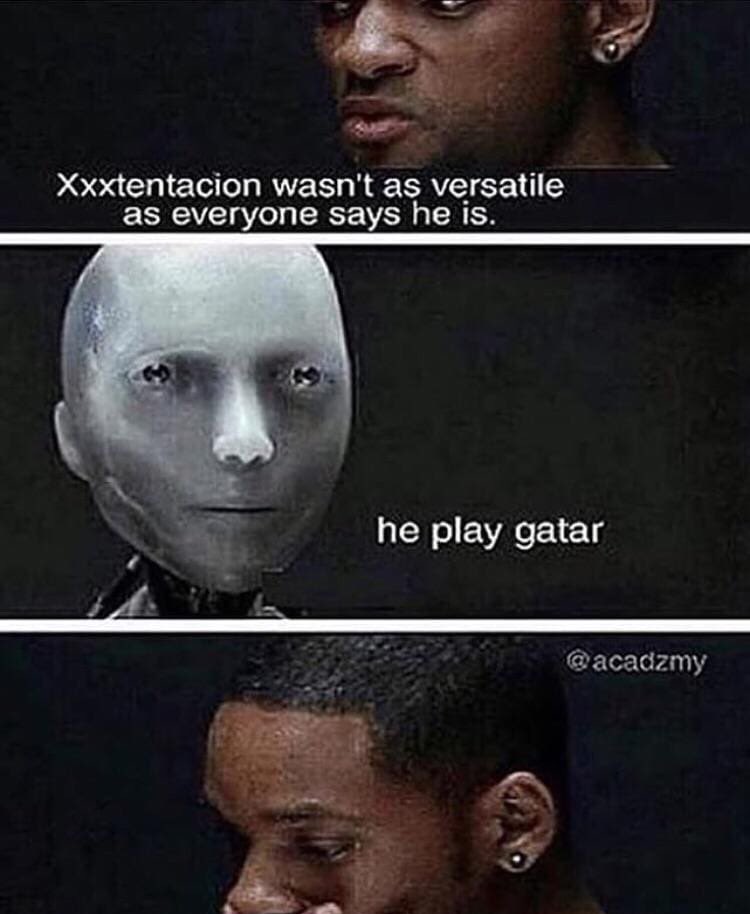 Xxxtentacion wasn't as versatile
as everyone says he is.
he play gatar
@acadzmy